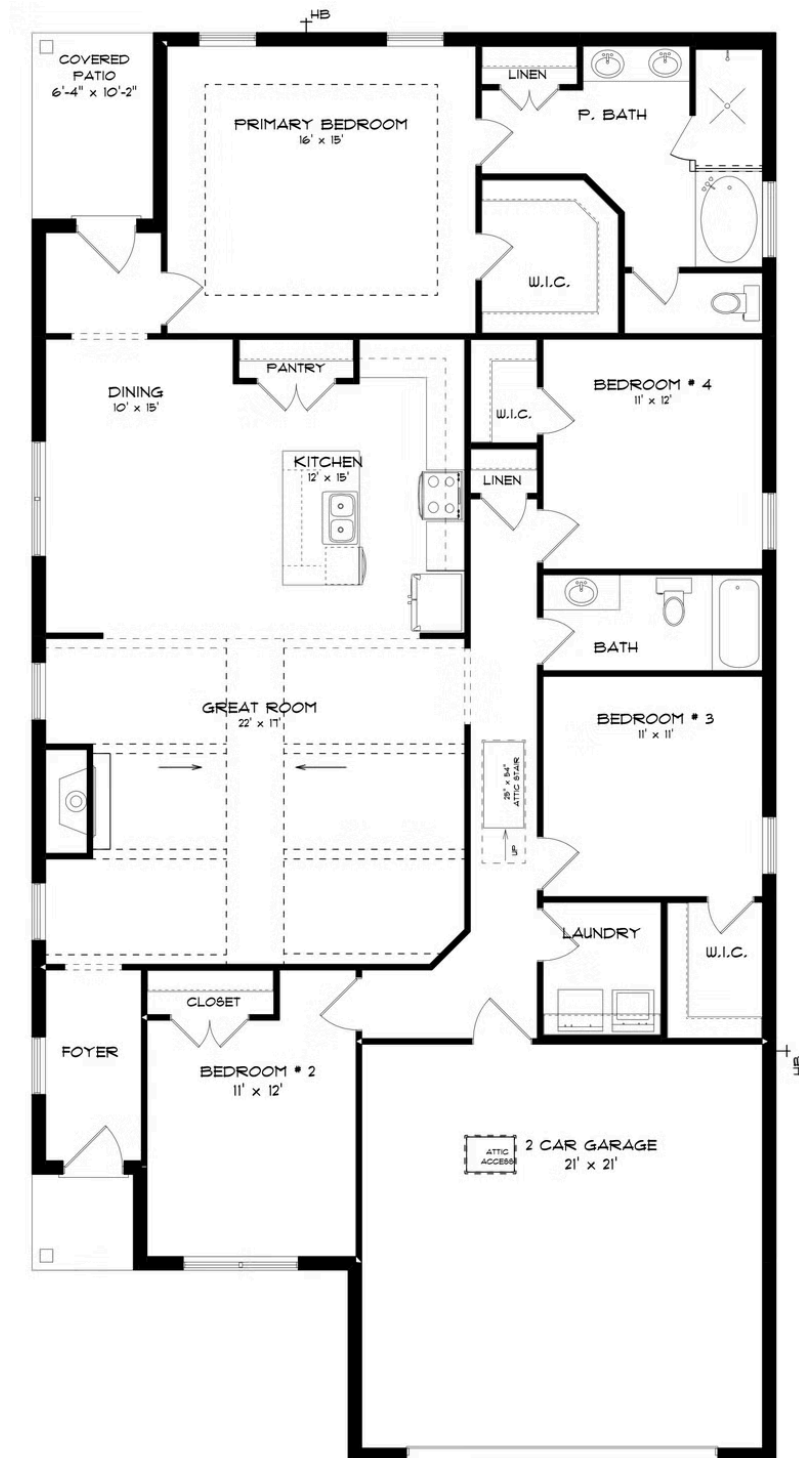 HB
COVERED
PATIO
6'-4" x 10'-2"
PRIMARY BEDROOM
16' x 15'
LINEN
P. BATH
W.I.C.
DINING
10' x 15'
PANTRY
KITCHEN
12' x 15'
W.I.C.
BEDROOM # 4
11' x 12'
LINEN
BATH
GREAT ROOM
22' x 17'
BEDROOM # 3
11' x 11'
25" x 54"
ATTIC STAIR
UP
LAUNDRY
W.I.C.
CLOSET
FOYER
BEDROOM # 2
11' x 12'
HB
ATTIC
ACCESS
2 CAR GARAGE
21' x 21'